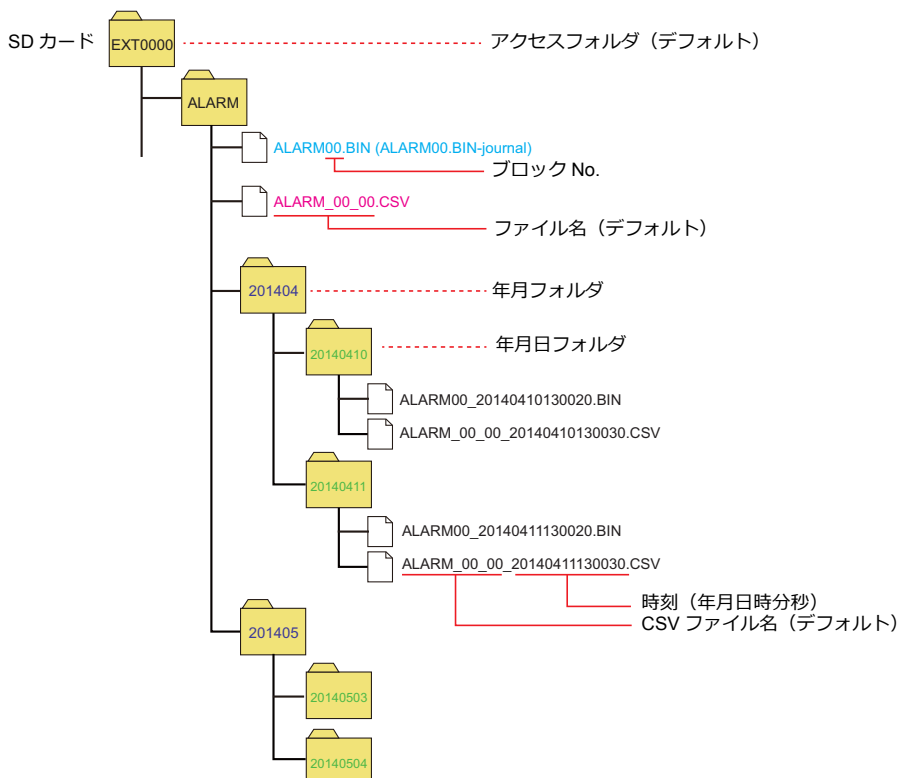 SD カード EXT0000 アクセスフォルダ（デフォルト）
ALARM
ALARM00.BIN (ALARM00.BIN-journal)
ブロック No.
ALARM_00_00.CSV
ファイル名（デフォルト）
201404 年月フォルダ
20140410 年月日フォルダ
ALARM00_20140410130020.BIN
ALARM_00_00_20140410130030.CSV
20140411
ALARM00_20140411130020.BIN
ALARM_00_00_20140411130030.CSV
時刻（年月日時分秒）
CSV ファイル名（デフォルト）
201405
20140503
20140504